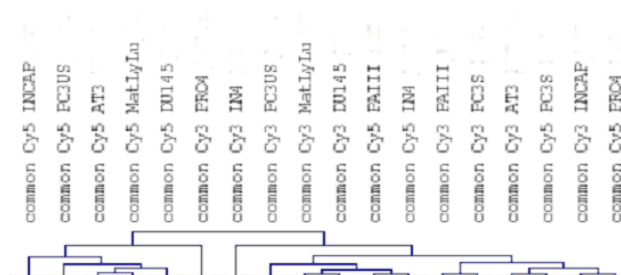 common Cy5 INCAP
common Cy5 PC3US
common Cy5 AT3
common Cy5 MatLyLu
common Cy5 DU145
common Cy3 PRO4
common Cy3 IN4
common Cy3 PC3US
common Cy3 MatLyLu
common Cy3 DU145
common Cy5 PAIII
common Cy5 IN4
common Cy3 PAIII
common Cy3 PC3S
common Cy3 AT3
common Cy5 PC3S
common Cy3 INCAP
common Cy5 PRO4